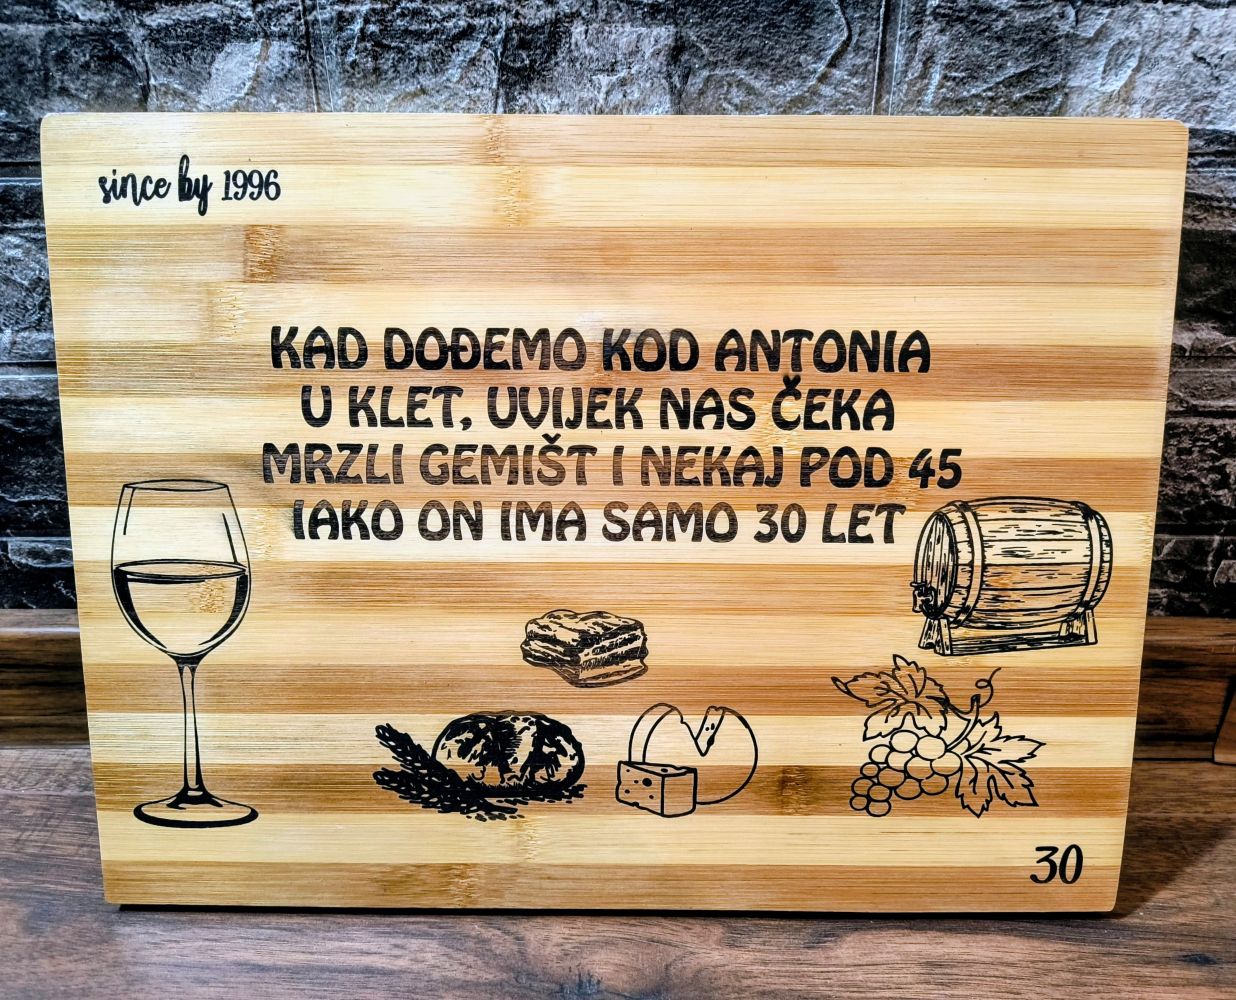 since by 1996
KAD DOĐEMO KOD ANTONIA
U KLET, UVIJEK NAS ČEKA
MRZLI GEMIŠT I NEKAJ POD 45
IAKO ON IMA SAMO 30 LET
30